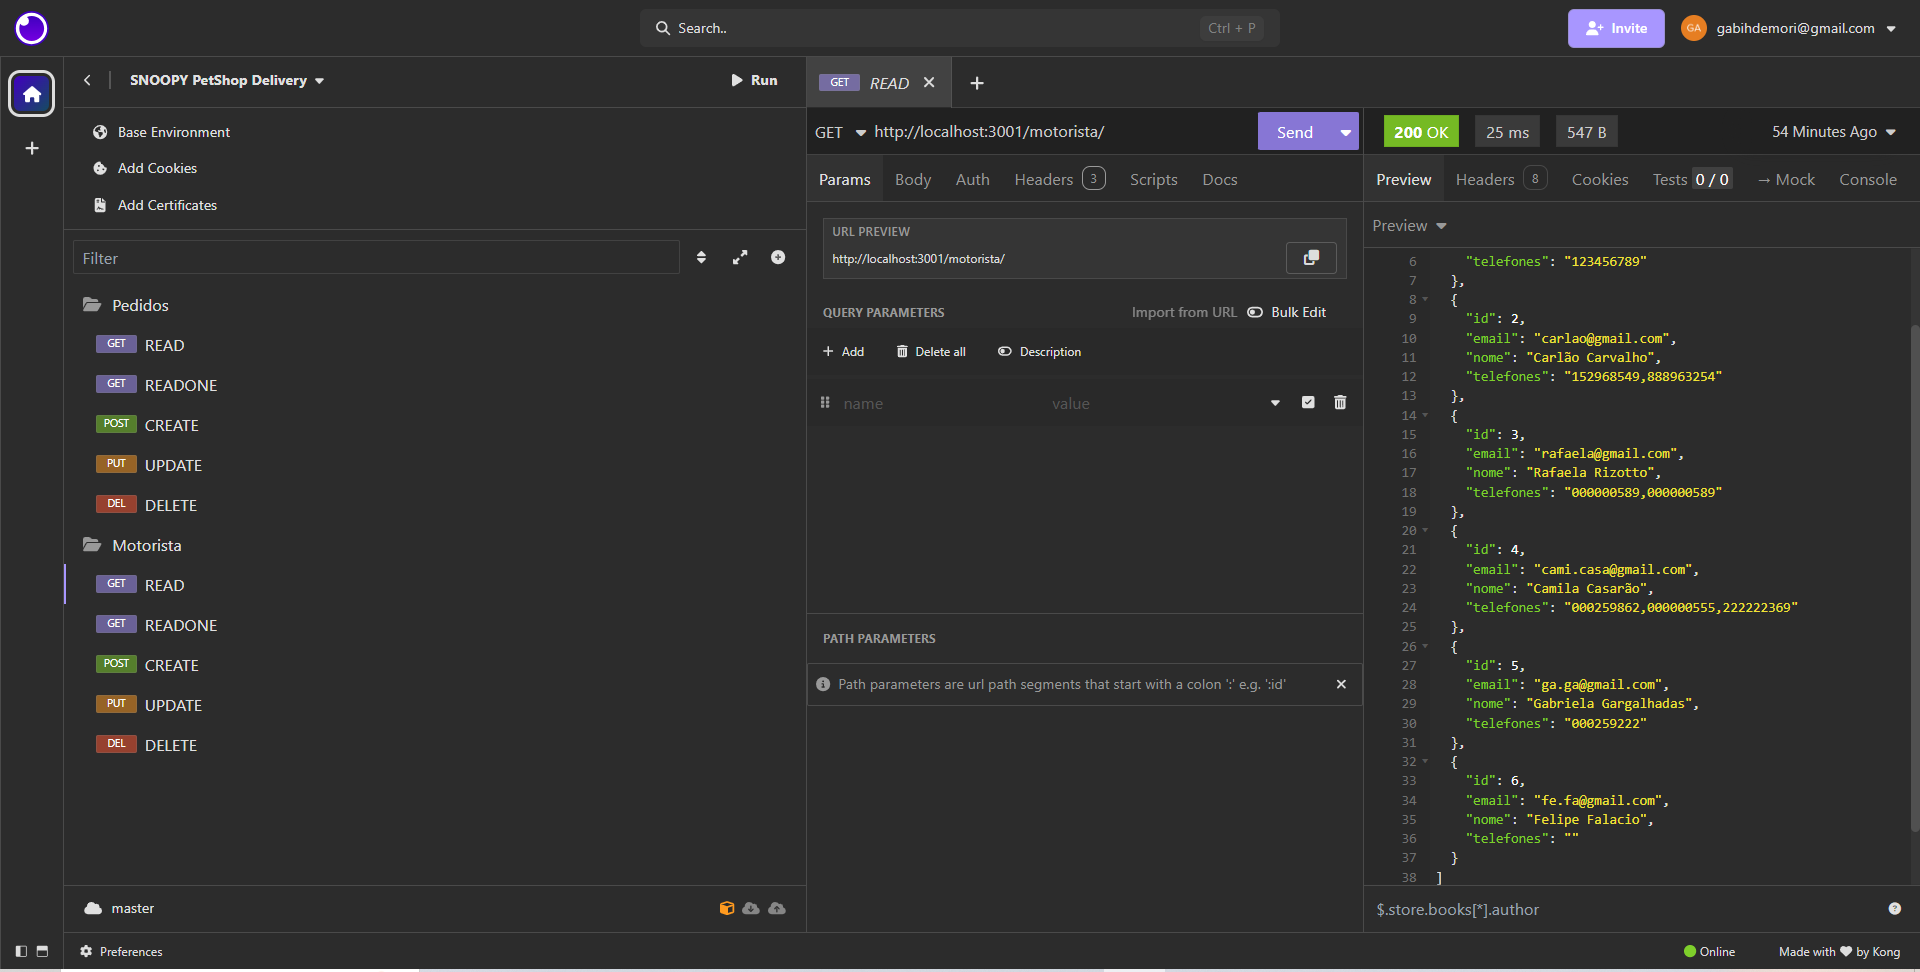 Search..
Ctrl + P
Invite
GA
gabihdemori@gmail.com
SNOOPY PetShop Delivery
Run
Base Environment
Add Cookies
Add Certificates
Filter
Pedidos
GET READ
GET READONE
POST CREATE
PUT UPDATE
DEL DELETE
Motorista
GET READ
GET READONE
POST CREATE
PUT UPDATE
DEL DELETE
master
Preferences
GET READ
GET http://localhost:3001/motorista/
Send
Params Body Auth Headers 3 Scripts Docs
URL PREVIEW
http://localhost:3001/motorista/
QUERY PARAMETERS
Import from URL
Bulk Edit
Add
Delete all
Description
name value
PATH PARAMETERS
Path parameters are url path segments that start with a colon ':' e.g. ':id'
200 OK
25 ms
547 B
54 Minutes Ago
Preview Headers 8 Cookies Tests 0 / 0 → Mock Console
Preview
6 "telefones": "123456789"
7 },
8 {
9 "id": 2,
10 "email": "carlao@gmail.com",
11 "nome": "Carlão Carvalho",
12 "telefones": "152968549,888963254"
13 },
14 {
15 "id": 3,
16 "email": "rafaela@gmail.com",
17 "nome": "Rafaela Rizotto",
18 "telefones": "000000589,000000589"
19 },
20 {
21 "id": 4,
22 "email": "cami.casa@gmail.com",
23 "nome": "Camila Casarão",
24 "telefones": "000259862,000000555,222222369"
25 },
26 {
27 "id": 5,
28 "email": "ga.ga@gmail.com",
29 "nome": "Gabriela Gargalhadas",
30 "telefones": "000259222"
31 },
32 {
33 "id": 6,
34 "email": "fe.fa@gmail.com",
35 "nome": "Felipe Falacio",
36 "telefones": ""
37 }
38 ]
$.store.books[*].author
Online
Made with ♥ by Kong